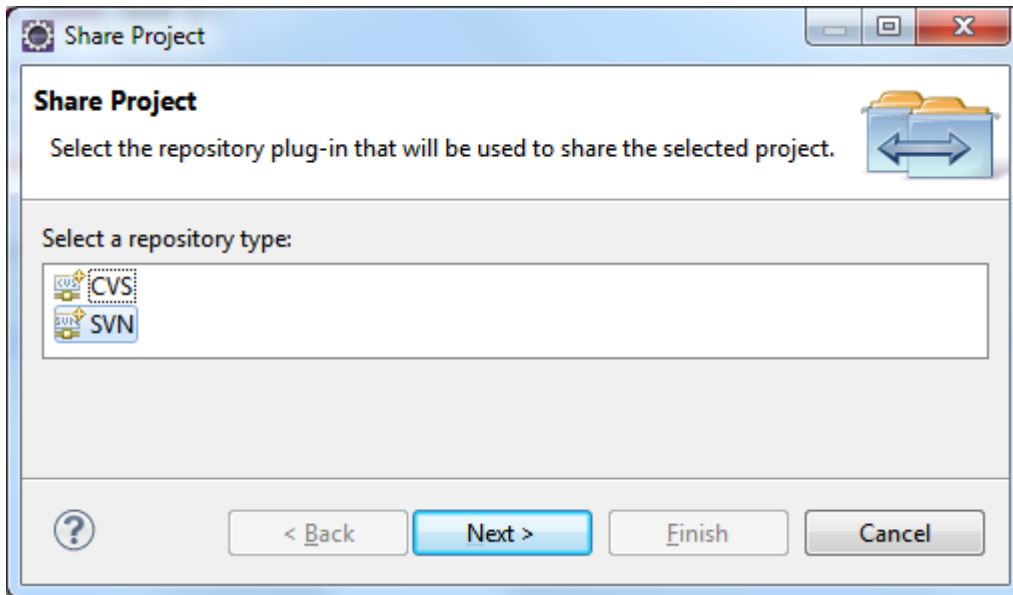 Share Project
Share Project
Select the repository plug-in that will be used to share the selected project.
Select a repository type:
CVS
SVN
< Back Next > Finish Cancel